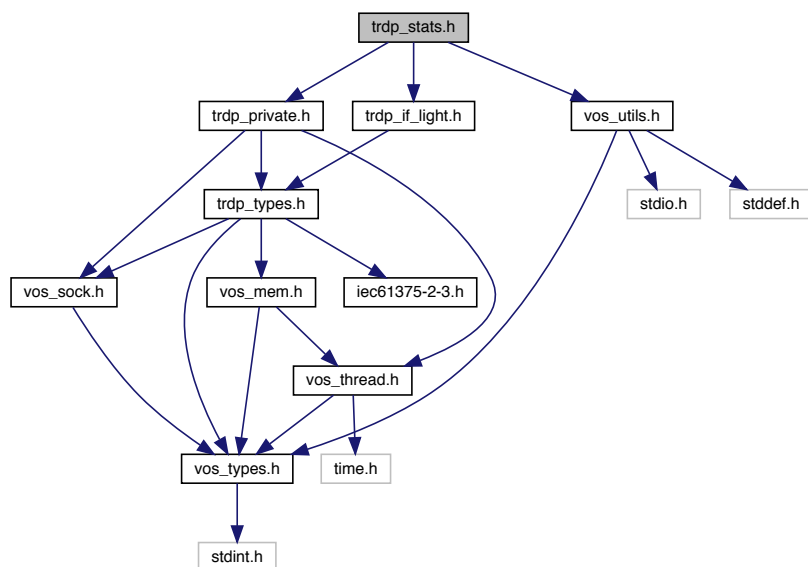 trdp_stats.h
trdp_private.h
trdp_if_light.h
vos_utils.h
trdp_types.h
stdio.h
stddef.h
vos_sock.h
vos_mem.h
iec61375-2-3.h
vos_thread.h
vos_types.h
time.h
stdint.h